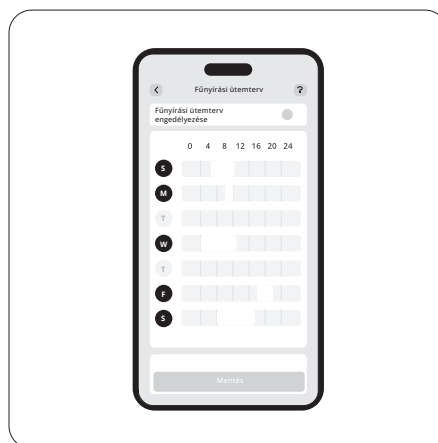 Fűnyírási ütemterv ?
Fűnyírási ütemterv
engedélyezése
0 4 8 12 16 20 24
S
M
T
W
T
F
S
Mentés